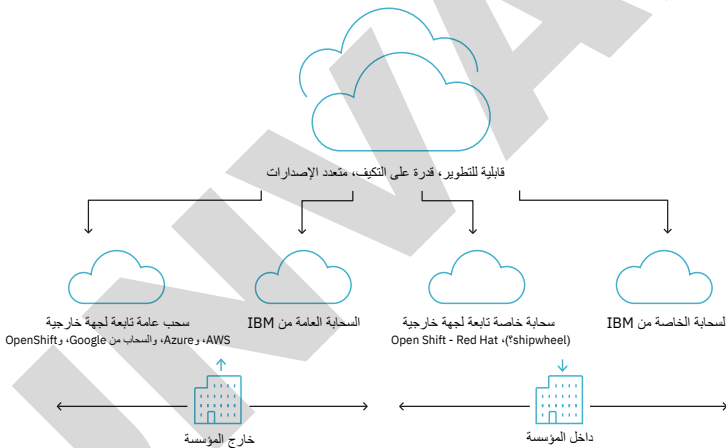 قابلية للتطوير، قدرة على التكيف، متعدد الإصدارات
السحابة الخاصة من IBM
سحابة خاصة تابعة لجهة خارجية
(shipwheel؟)، Open Shift - Red Hat
السحابة العامة من IBM
سحب عامة تابعة لجهة خارجية
AWS، وAzure، والسحاب من Google، وOpenShift
داخل المؤسسة
خارج المؤسسة